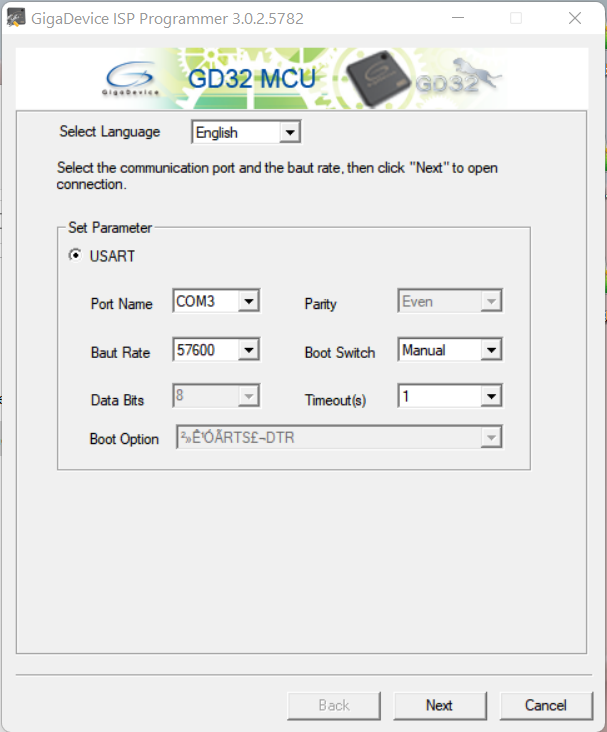 GigaDevice ISP Programmer 3.0.2.5782
GigaDevice
GD32 MCU
GD32
Select Language
English
Select the communication port and the baut rate, then click "Next" to open
connection.
Set Parameter
USART
Port Name
COM3
Parity
Even
Baut Rate
57600
Boot Switch
Manual
Data Bits
8
Timeout(s)
1
Boot Option
²»Ê¹ÓÃRTS£¬DTR
Back
Next
Cancel